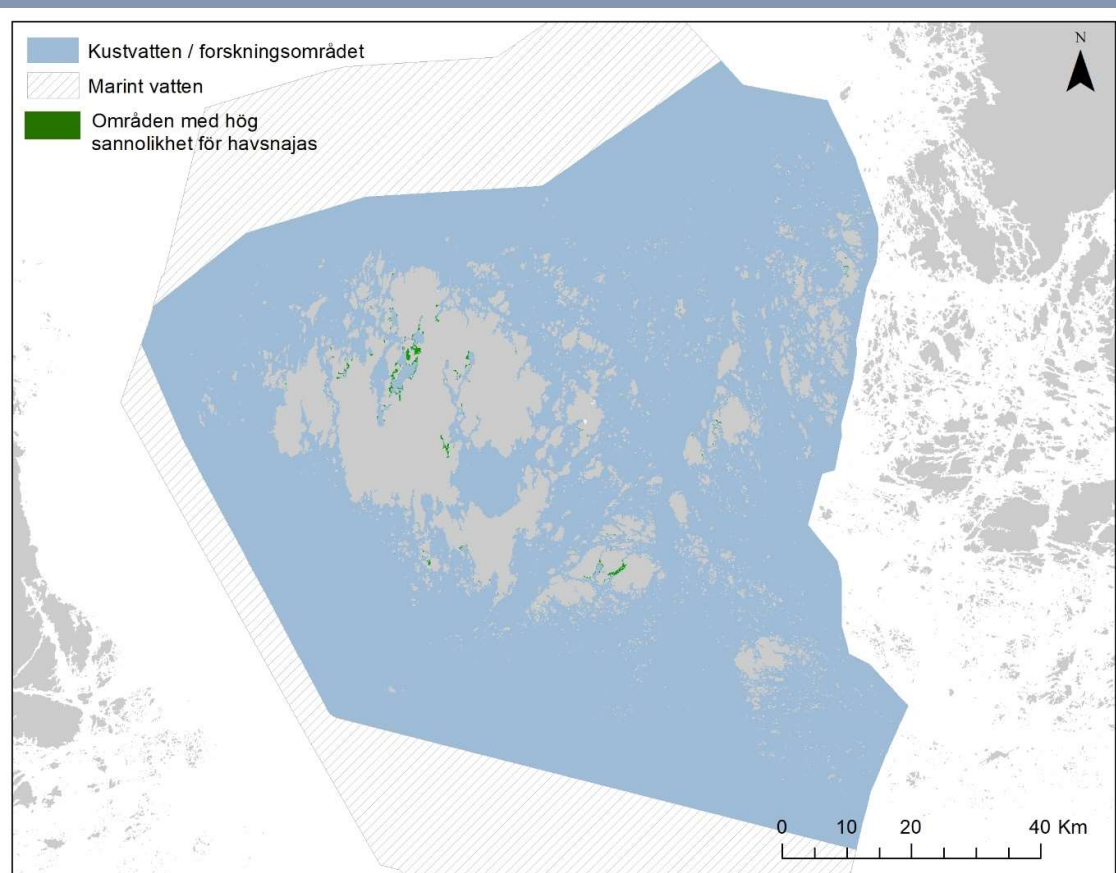 Kustvatten / forskningsområdet
Marint vatten
Områden med hög
sannolikhet för havsnajas
N
0 10 20 40 Km